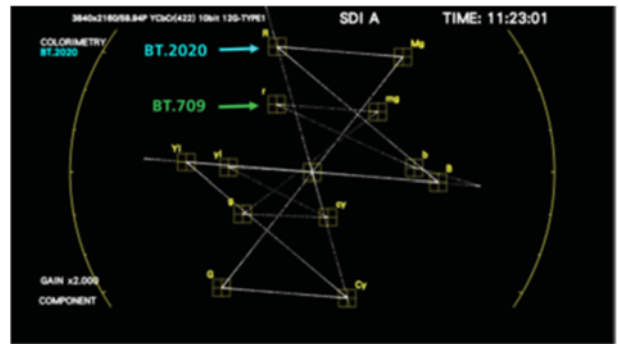 3840x2160/59.94P YCbCr(422) 10bit 12G-TYPE1 SDI A TIME: 11:23:01
COLORIMETRY
BT.2020
BT.2020
R
Mg
BT.709
r
mg
Yl
yl
b
B
g
cy
G
Cy
GAIN x2.000
COMPONENT